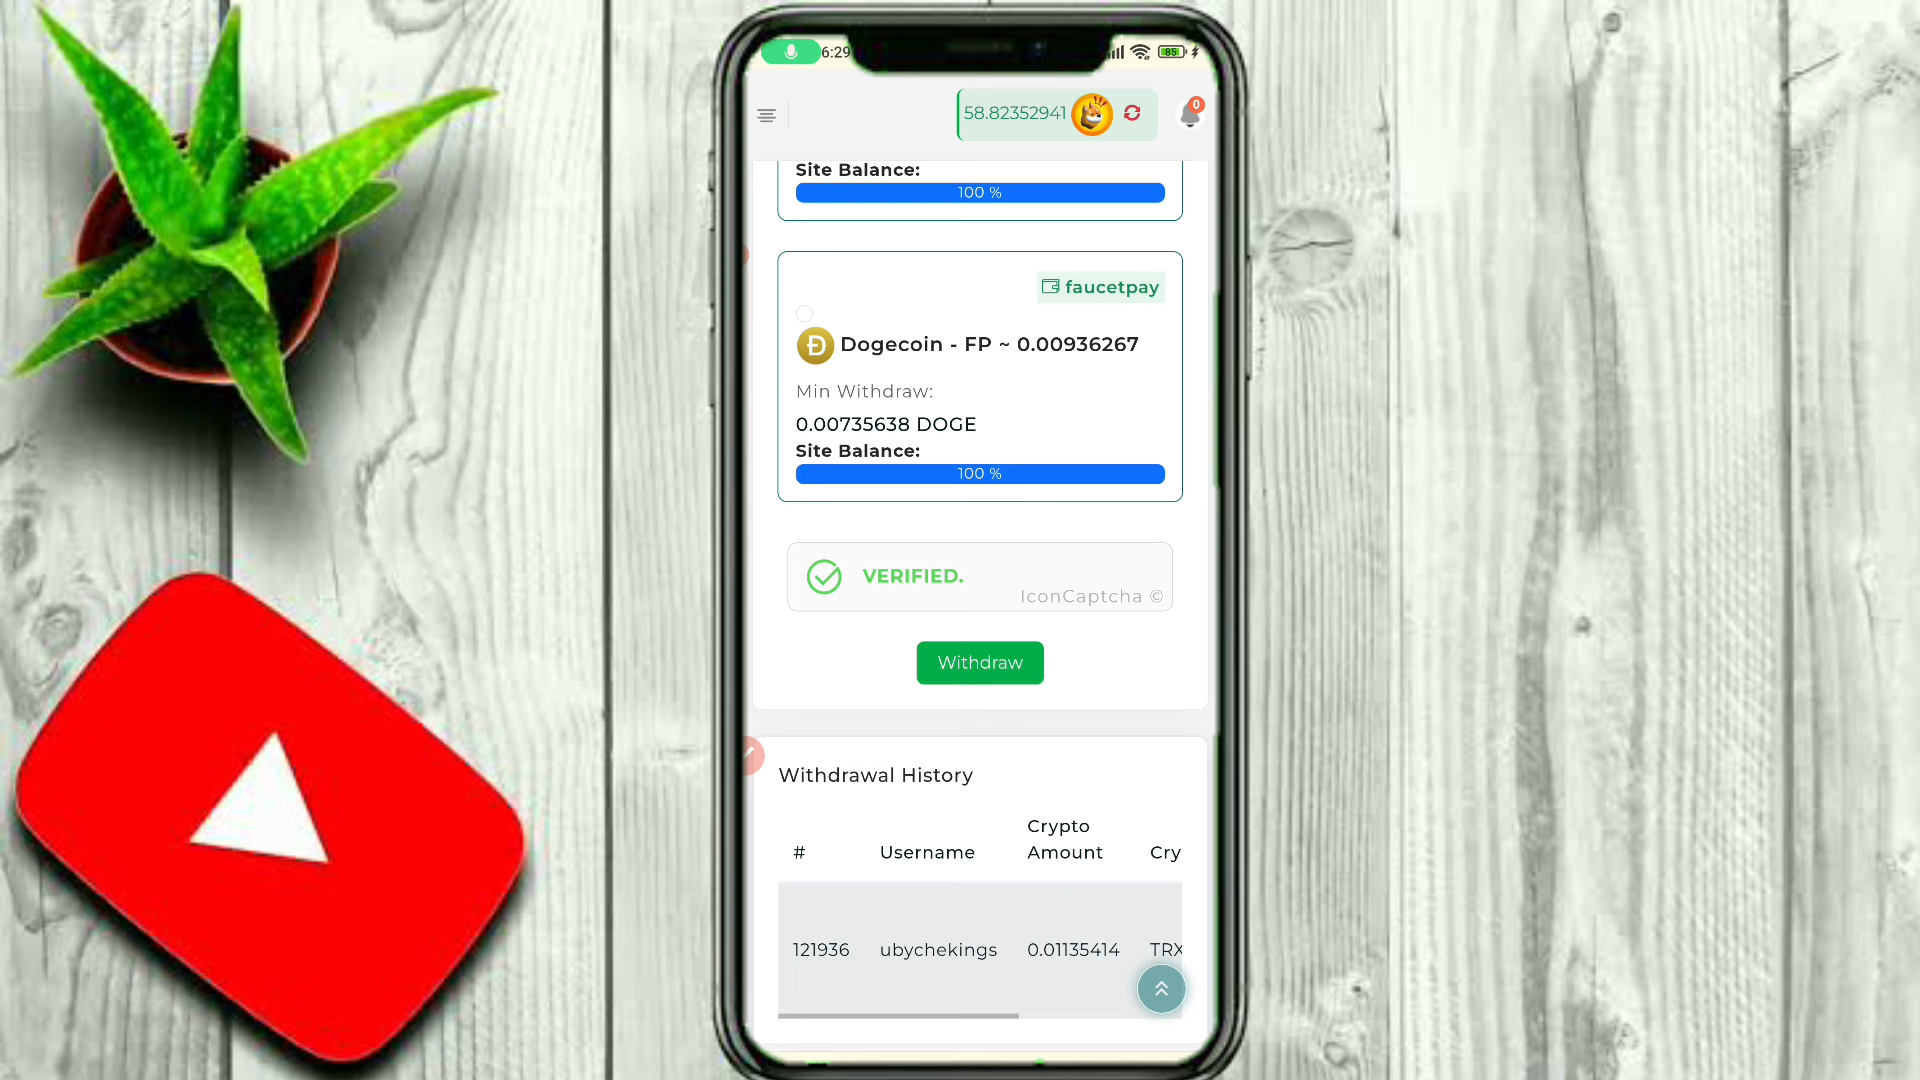 6:29
85
58.82352941
0
Site Balance:
100 %
faucetpay
Dogecoin - FP ~ 0.00936267
Min Withdraw:
0.00735638 DOGE
Site Balance:
100 %
VERIFIED.
IconCaptcha ©
Withdraw
Withdrawal History
# Username Crypto Amount Cry
121936 ubychekings 0.01135414 TRX